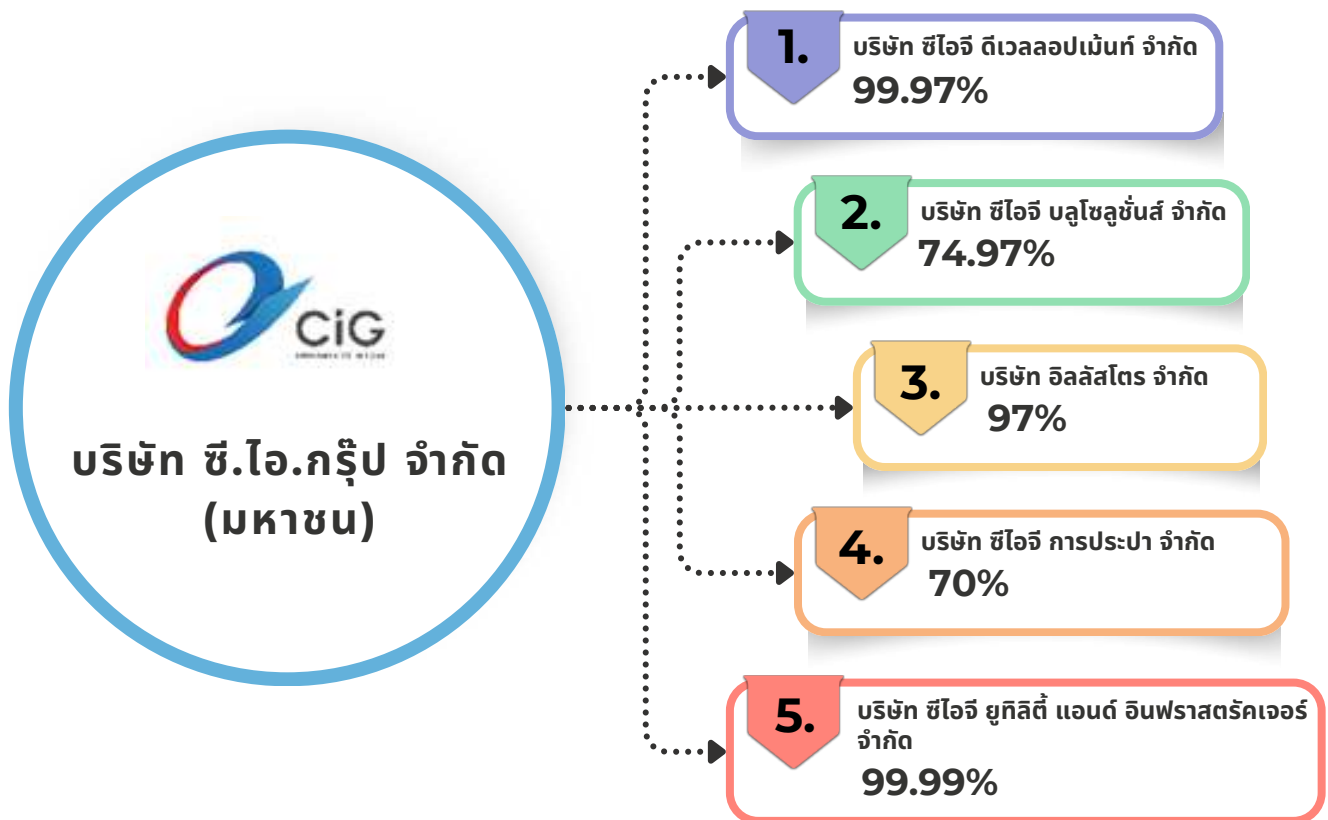 CiG
บริษัท ซี.ไอ.กรุ๊ป จำกัด
(มหาชน)
1.
บริษัท ซีไอจี ดีเวลลอปเม้นท์ จำกัด
99.97%
2.
บริษัท ซีไอจี บลูโซลูชั่นส์ จำกัด
74.97%
3.
บริษัท อิลลัสโตร จำกัด
97%
4.
บริษัท ซีไอจี การประปา จำกัด
70%
5.
บริษัท ซีไอจี ยูทิลิตี้ แอนด์ อินฟราสตรัคเจอร์
จำกัด
99.99%